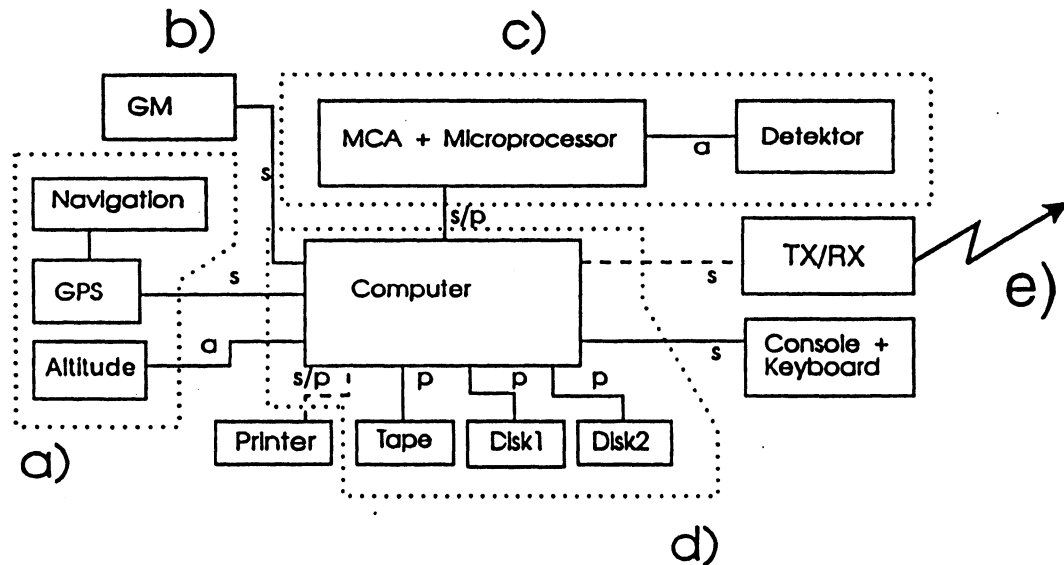 b)
c)
GM
MCA + Microprocessor
a
Detektor
s
Navigation
s/p
TX/RX
GPS
s
Computer
s
e)
Altitude
a
s
Console +
Keyboard
s/p
p
p
p
Printer
Tape
Disk1
Disk2
a)
d)